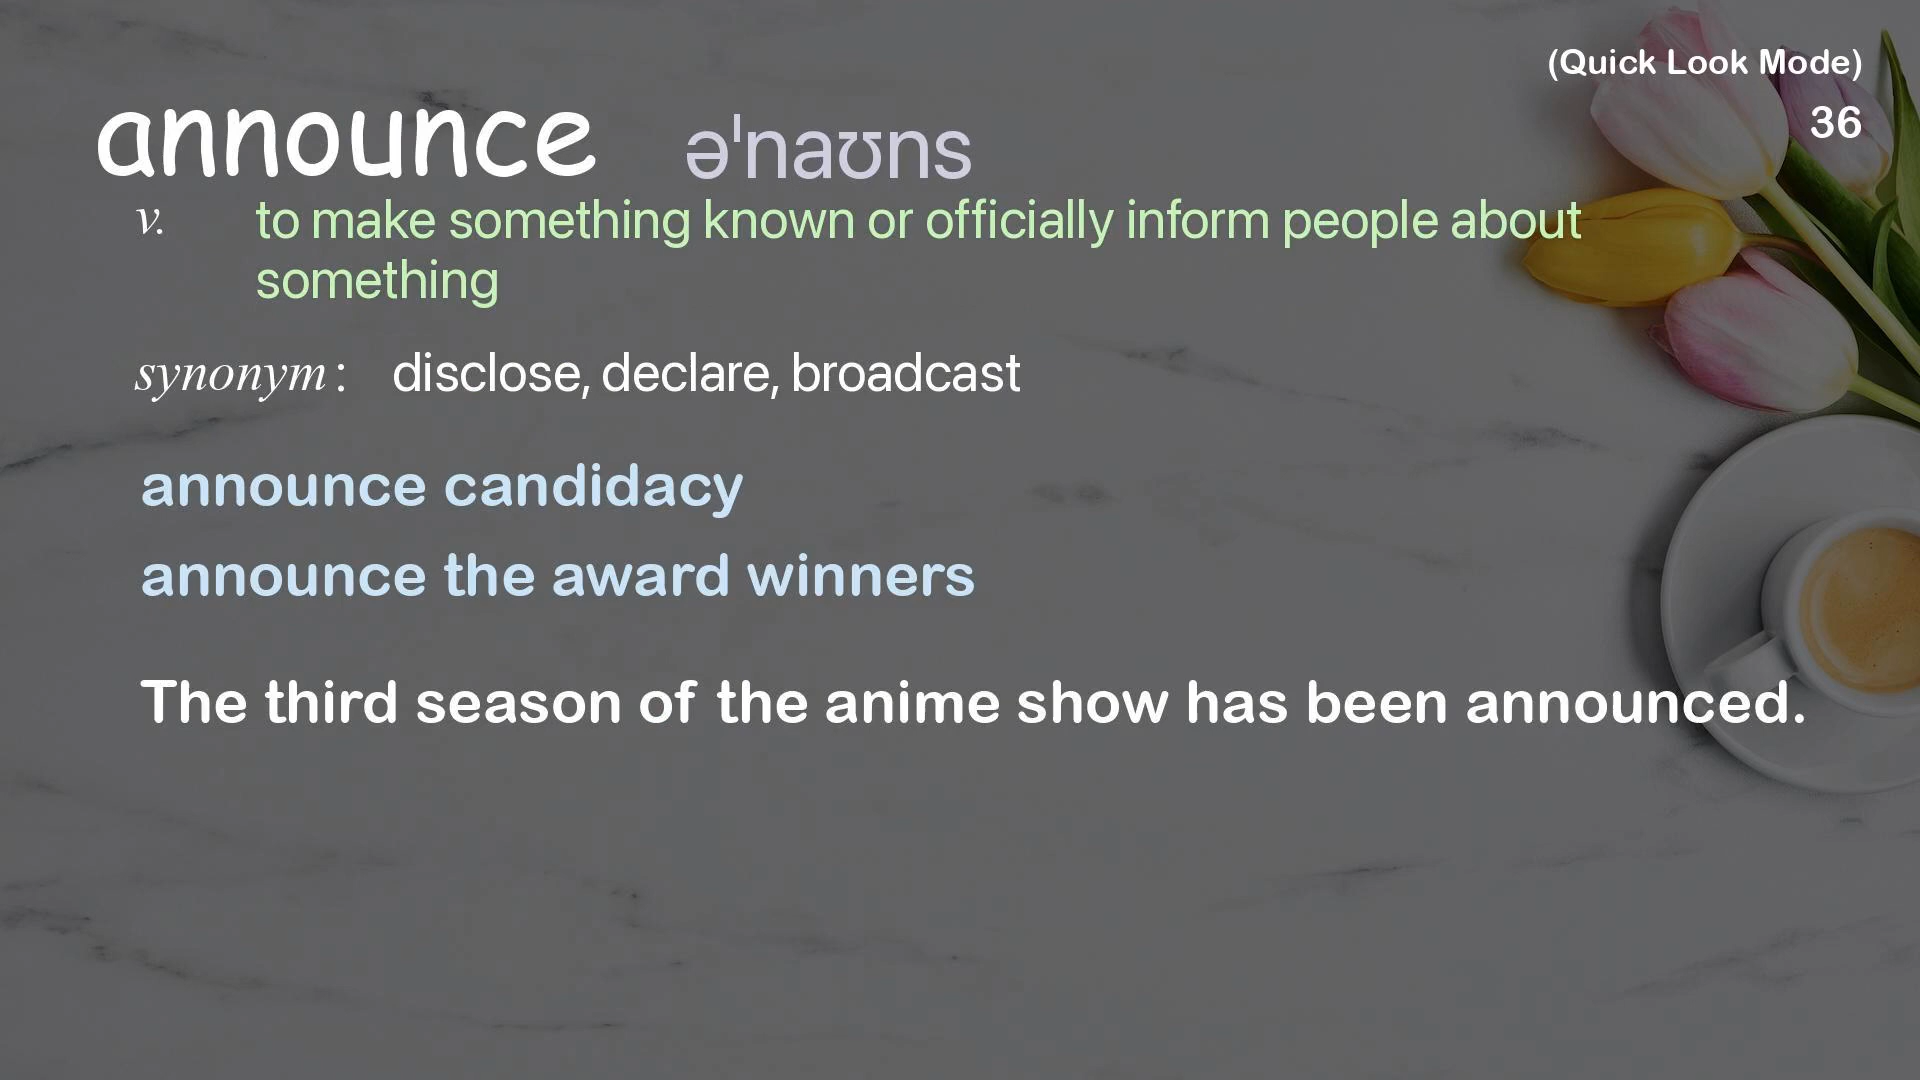 (Quick Look Mode)
36
announce əˈnaʊns
v. to make something known or officially inform people about
something
synonym : disclose, declare, broadcast
announce candidacy
announce the award winners
The third season of the anime show has been announced.